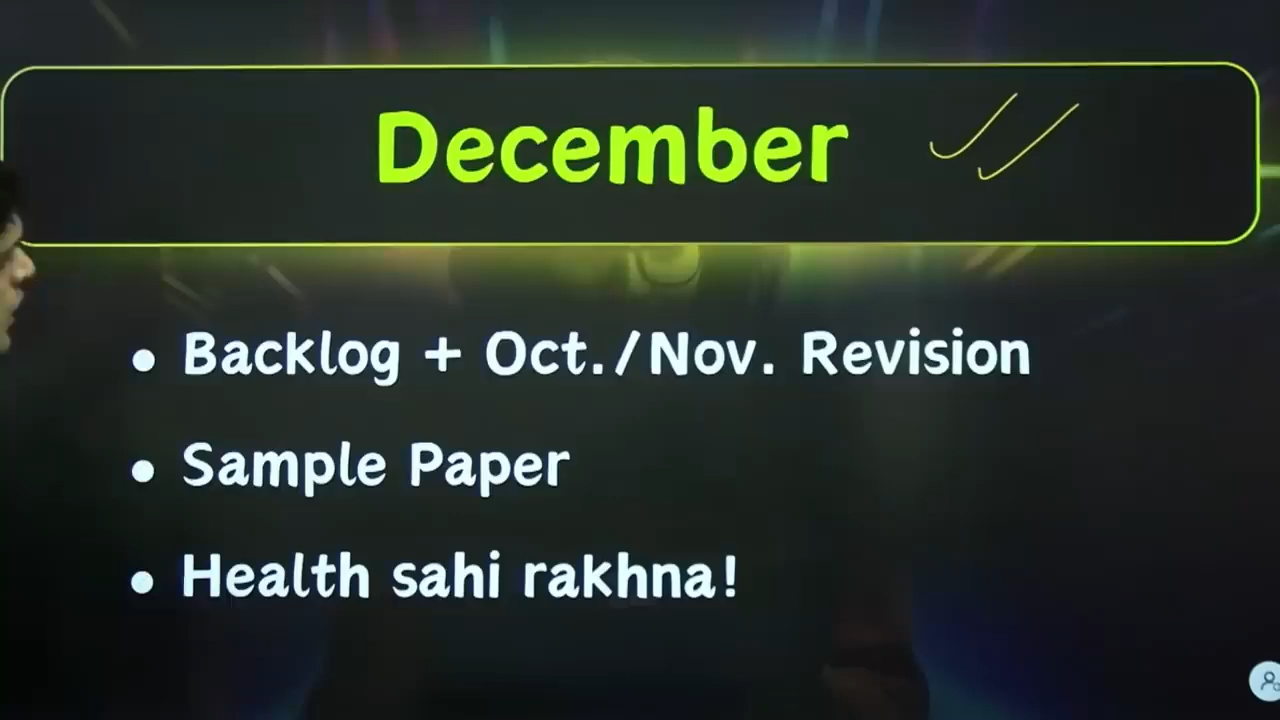 December
• Backlog + Oct./Nov. Revision
• Sample Paper
• Health sahi rakhna!